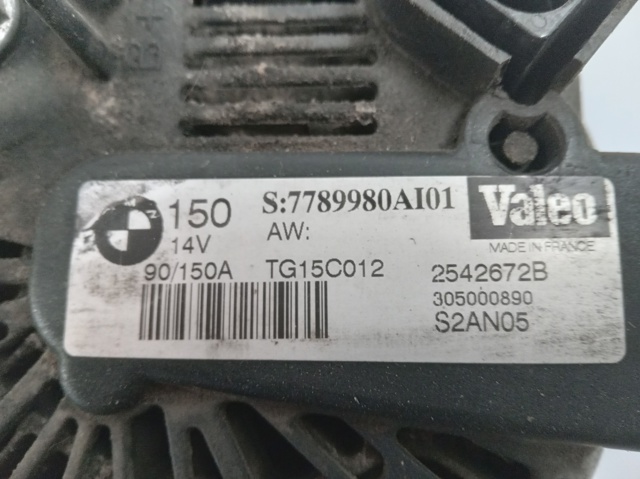 150 S:7789980AI01 Valeo
14V AW: MADE IN FRANCE
90/150A TG15C012 2542672B
305000890
S2AN05